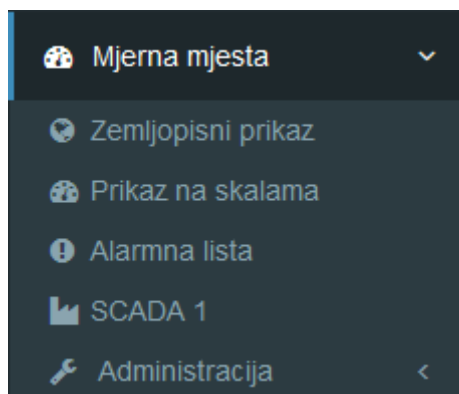 Mjerna mjesta
Zemljopisni prikaz
Prikaz na skalama
Alarmna lista
SCADA 1
Administracija